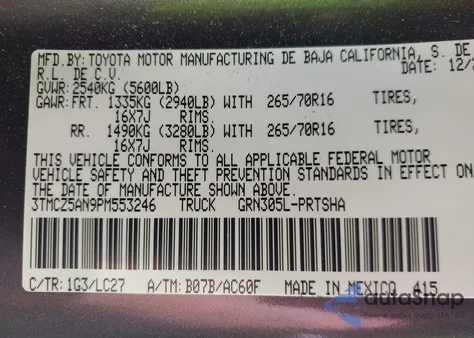 MFD.BY: TOYOTA MOTOR MANUFACTURING DE BAJA CALIFORNIA, S. DE
R.L. DE C.V. DATE: 12/2
GVWR: 2540KG (5600LB)
GAWR: FRT. 1335KG (2940LB) WITH 265/70R16 TIRES,
16X7J RIMS.
RR. 1490KG (3280LB) WITH 265/70R16 TIRES,
16X7J RIMS.
THIS VEHICLE CONFORMS TO ALL APPLICABLE FEDERAL MOTOR
VEHICLE SAFETY AND THEFT PREVENTION STANDARDS IN EFFECT ON
THE DATE OF MANUFACTURE SHOWN ABOVE.
3TMCZ5AN9PM553246 TRUCK GRN305L-PRTSHA
C/TR: 1G3/LC27 A/TM: B07B/AC60F MADE IN MEXICO 415